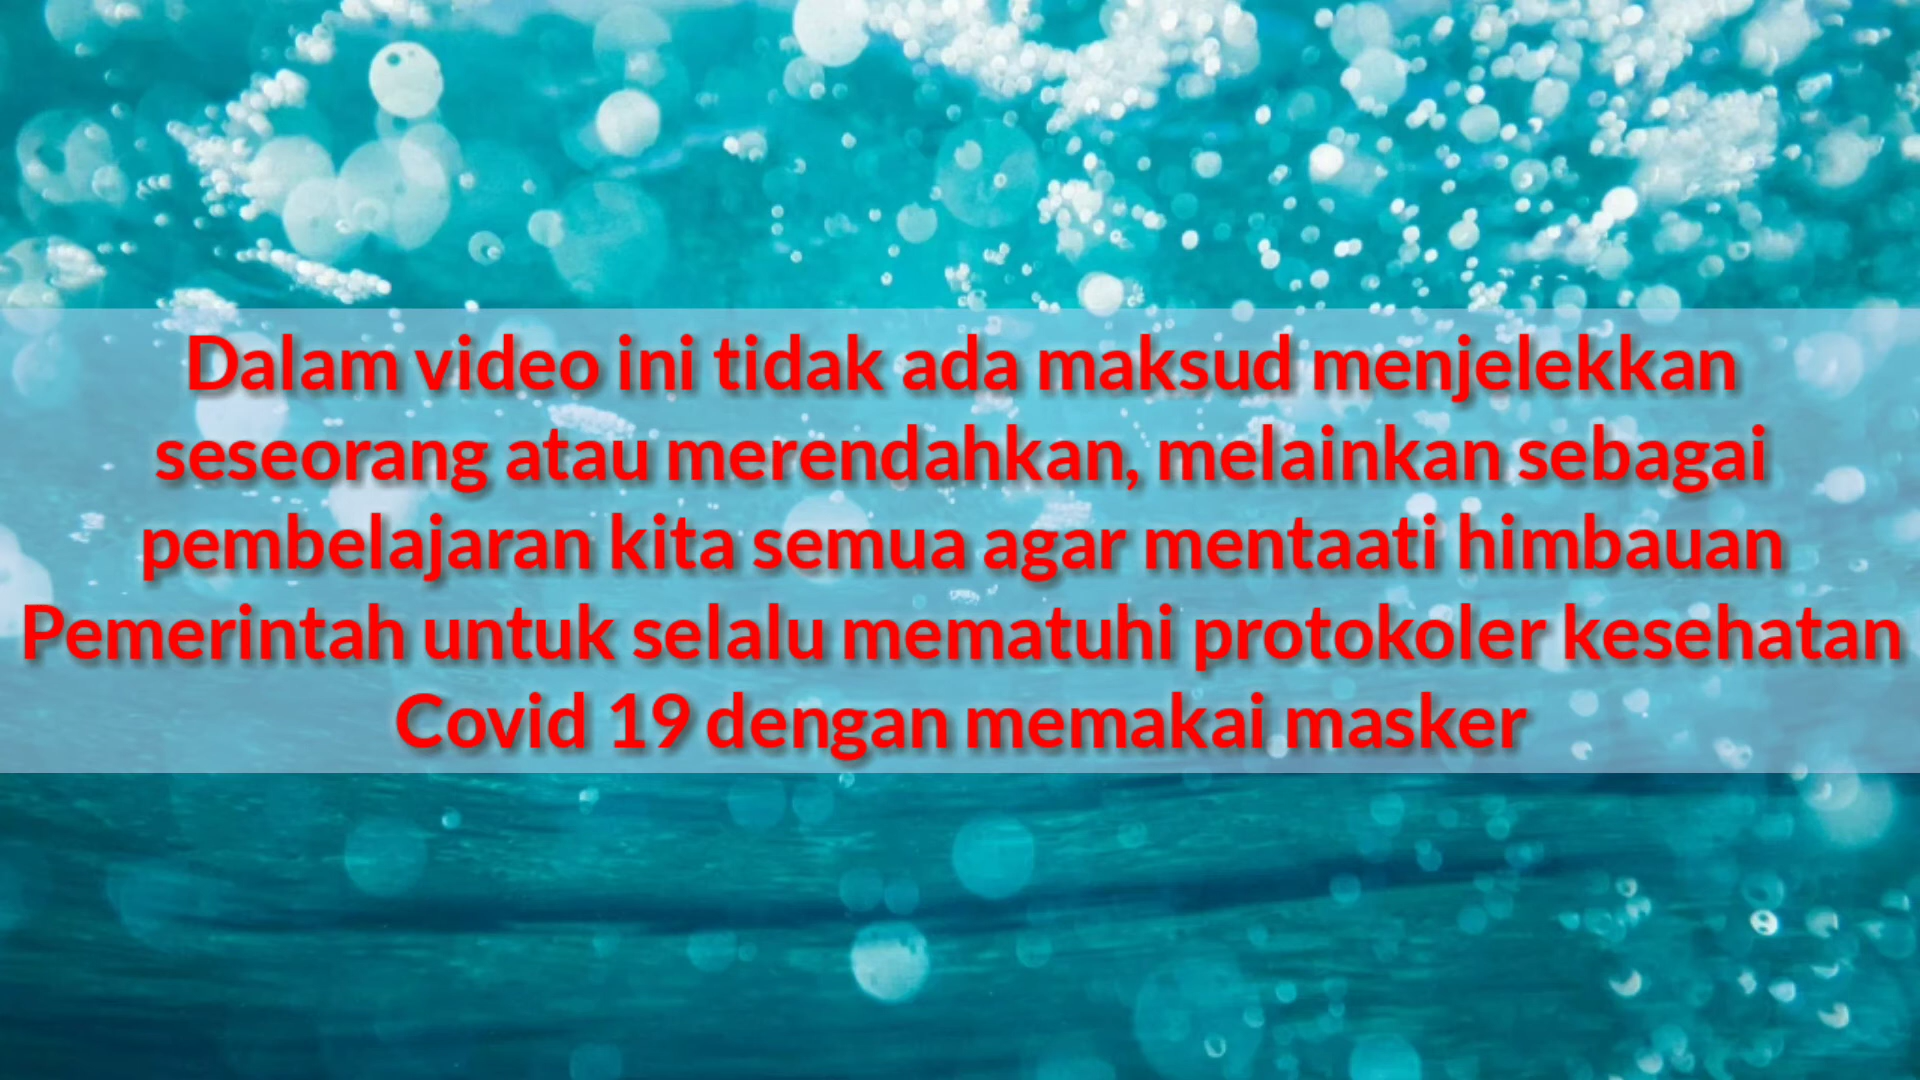 Dalam video ini tidak ada maksud menjelekkan
seseorang atau merendahkan, melainkan sebagai
pembelajaran kita semua agar mentaati himbauan
Pemerintah untuk selalu mematuhi protokoler kesehatan
Covid 19 dengan memakai masker